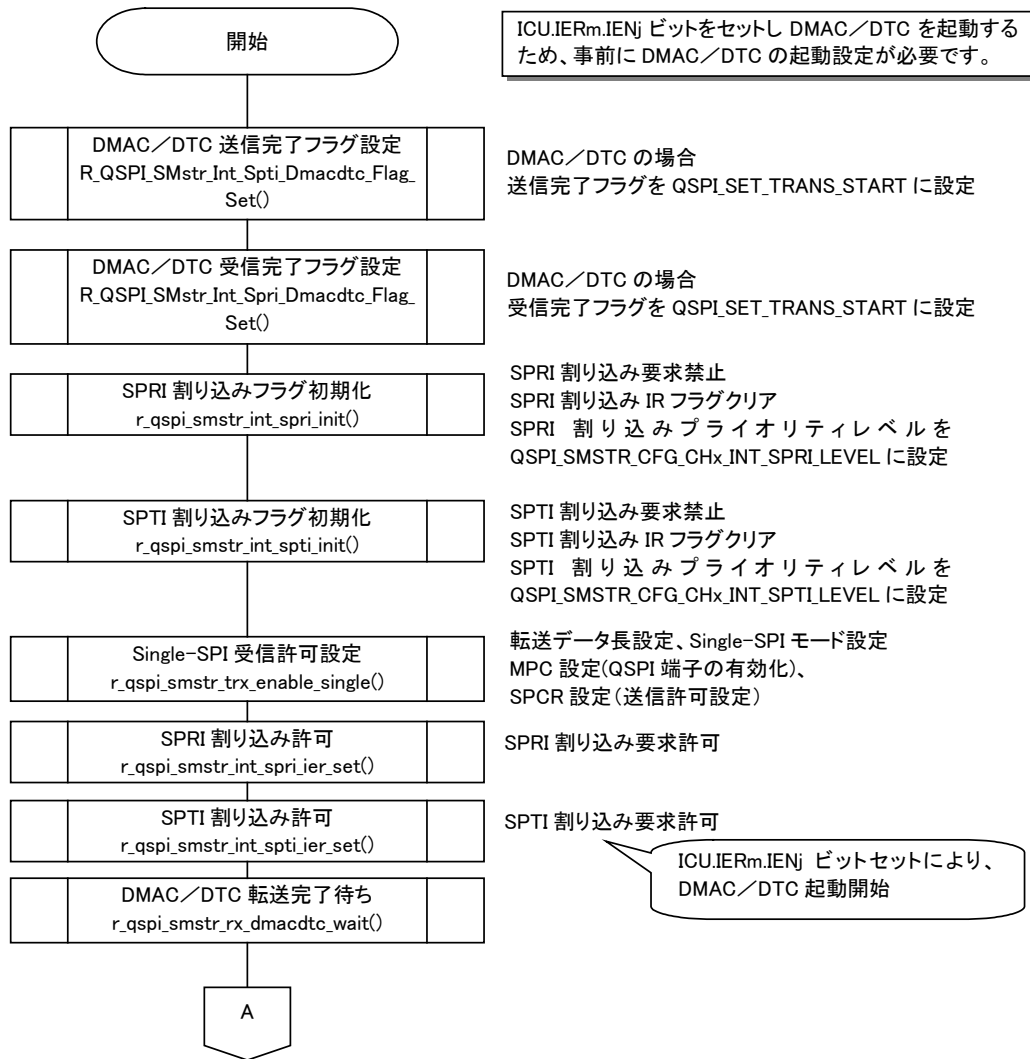 開始
ICU.IERm.IENj ビットをセットし DMAC／DTC を起動する
ため、事前に DMAC／DTC の起動設定が必要です。
DMAC／DTC 送信完了フラグ設定
R_QSPI_SMstr_Int_Spti_Dmacdtc_Flag_
Set()
DMAC／DTC の場合
送信完了フラグを QSPI_SET_TRANS_START に設定
DMAC／DTC 受信完了フラグ設定
R_QSPI_SMstr_Int_Spri_Dmacdtc_Flag_
Set()
DMAC／DTC の場合
受信完了フラグを QSPI_SET_TRANS_START に設定
SPRI 割り込みフラグ初期化
r_qspi_smstr_int_spri_init()
SPRI 割り込み要求禁止
SPRI 割り込み IR フラグクリア
SPRI 割り込みプライオリティレベルを
QSPI_SMSTR_CFG_CHx_INT_SPRI_LEVEL に設定
SPTI 割り込みフラグ初期化
r_qspi_smstr_int_spti_init()
SPTI 割り込み要求禁止
SPTI 割り込み IR フラグクリア
SPTI 割り込みプライオリティレベルを
QSPI_SMSTR_CFG_CHx_INT_SPTI_LEVEL に設定
Single-SPI 受信許可設定
r_qspi_smstr_trx_enable_single()
転送データ長設定、Single-SPI モード設定
MPC 設定(QSPI 端子の有効化)、
SPCR 設定（送信許可設定）
SPRI 割り込み許可
r_qspi_smstr_int_spri_ier_set()
SPRI 割り込み要求許可
SPTI 割り込み許可
r_qspi_smstr_int_spti_ier_set()
SPTI 割り込み要求許可
ICU.IERm.IENj ビットセットにより、
DMAC／DTC 起動開始
DMAC／DTC 転送完了待ち
r_qspi_smstr_rx_dmacdtc_wait()
A